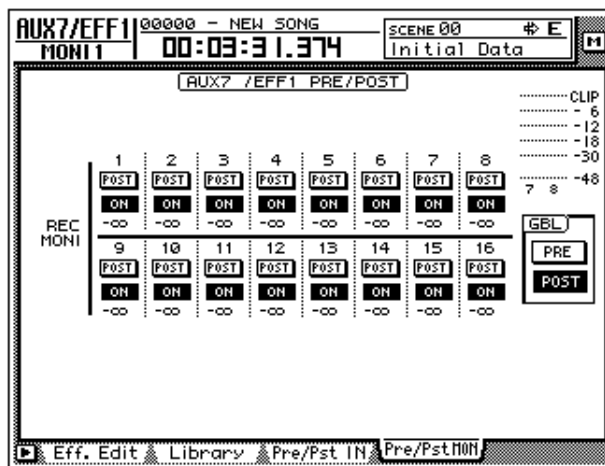 AUX7/EFF1 00000 - NEW SONG SCENE 00 E
MONI1 00:03:31.374 Initial Data M
AUX7 /EFF1 PRE/POST
CLIP
- 6
-12
-18
-30
-48
7 8
1 2 3 4 5 6 7 8
POST POST POST POST POST POST POST POST
ON ON ON ON ON ON ON ON
-∞ -∞ -∞ -∞ -∞ -∞ -∞ -∞
REC
MONI
9 10 11 12 13 14 15 16
POST POST POST POST POST POST POST POST
ON ON ON ON ON ON ON ON
-∞ -∞ -∞ -∞ -∞ -∞ -∞ -∞
GBL
PRE
POST
Eff. Edit Library Pre/Pst IN Pre/PstMON